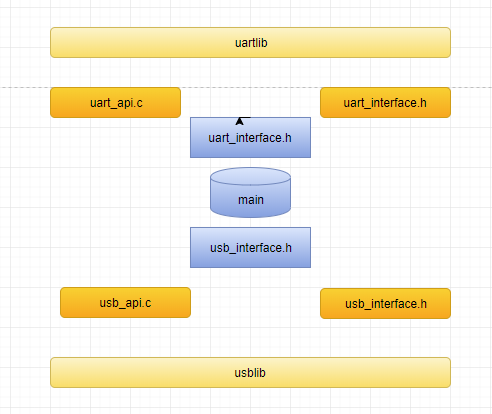 uartlib
uart_api.c
uart_interface.h
uart_interface.h
main
usb_interface.h
usb_api.c
usb_interface.h
usblib